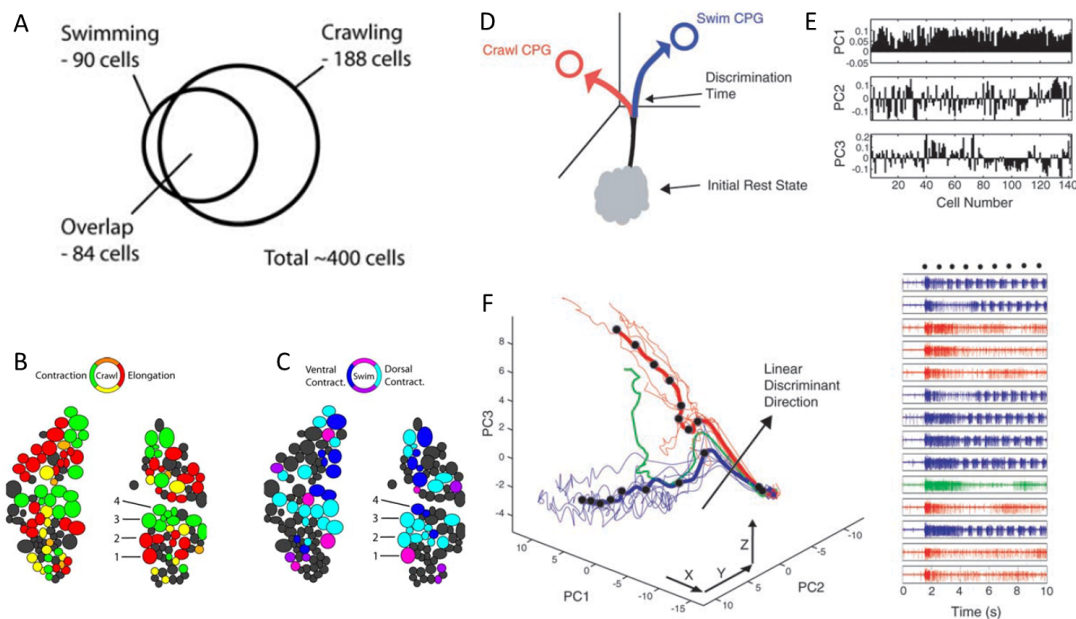 A
Swimming
- 90 cells
Crawling
- 188 cells
Overlap
- 84 cells
Total ~400 cells
B
Contraction
Crawl
Elongation
4
3
2
1
C
Ventral
Contract.
Swim
Dorsal
Contract.
4
3
2
1
D
Crawl CPG
Swim CPG
Discrimination
Time
Initial Rest State
E
PC1
0.1
0.05
0
-0.05
PC2
0.1
0
-0.1
PC3
0.2
0.1
0
-0.1
20 40 60 80 100 120 140
Cell Number
F
PC3
8
6
4
2
0
-2
-4
Linear
Discriminant
Direction
10
5
0
-5
-10
-15
PC1
X
Y
Z
-10
-5
0
5
10
PC2
0 2 4 6 8 10
Time (s)